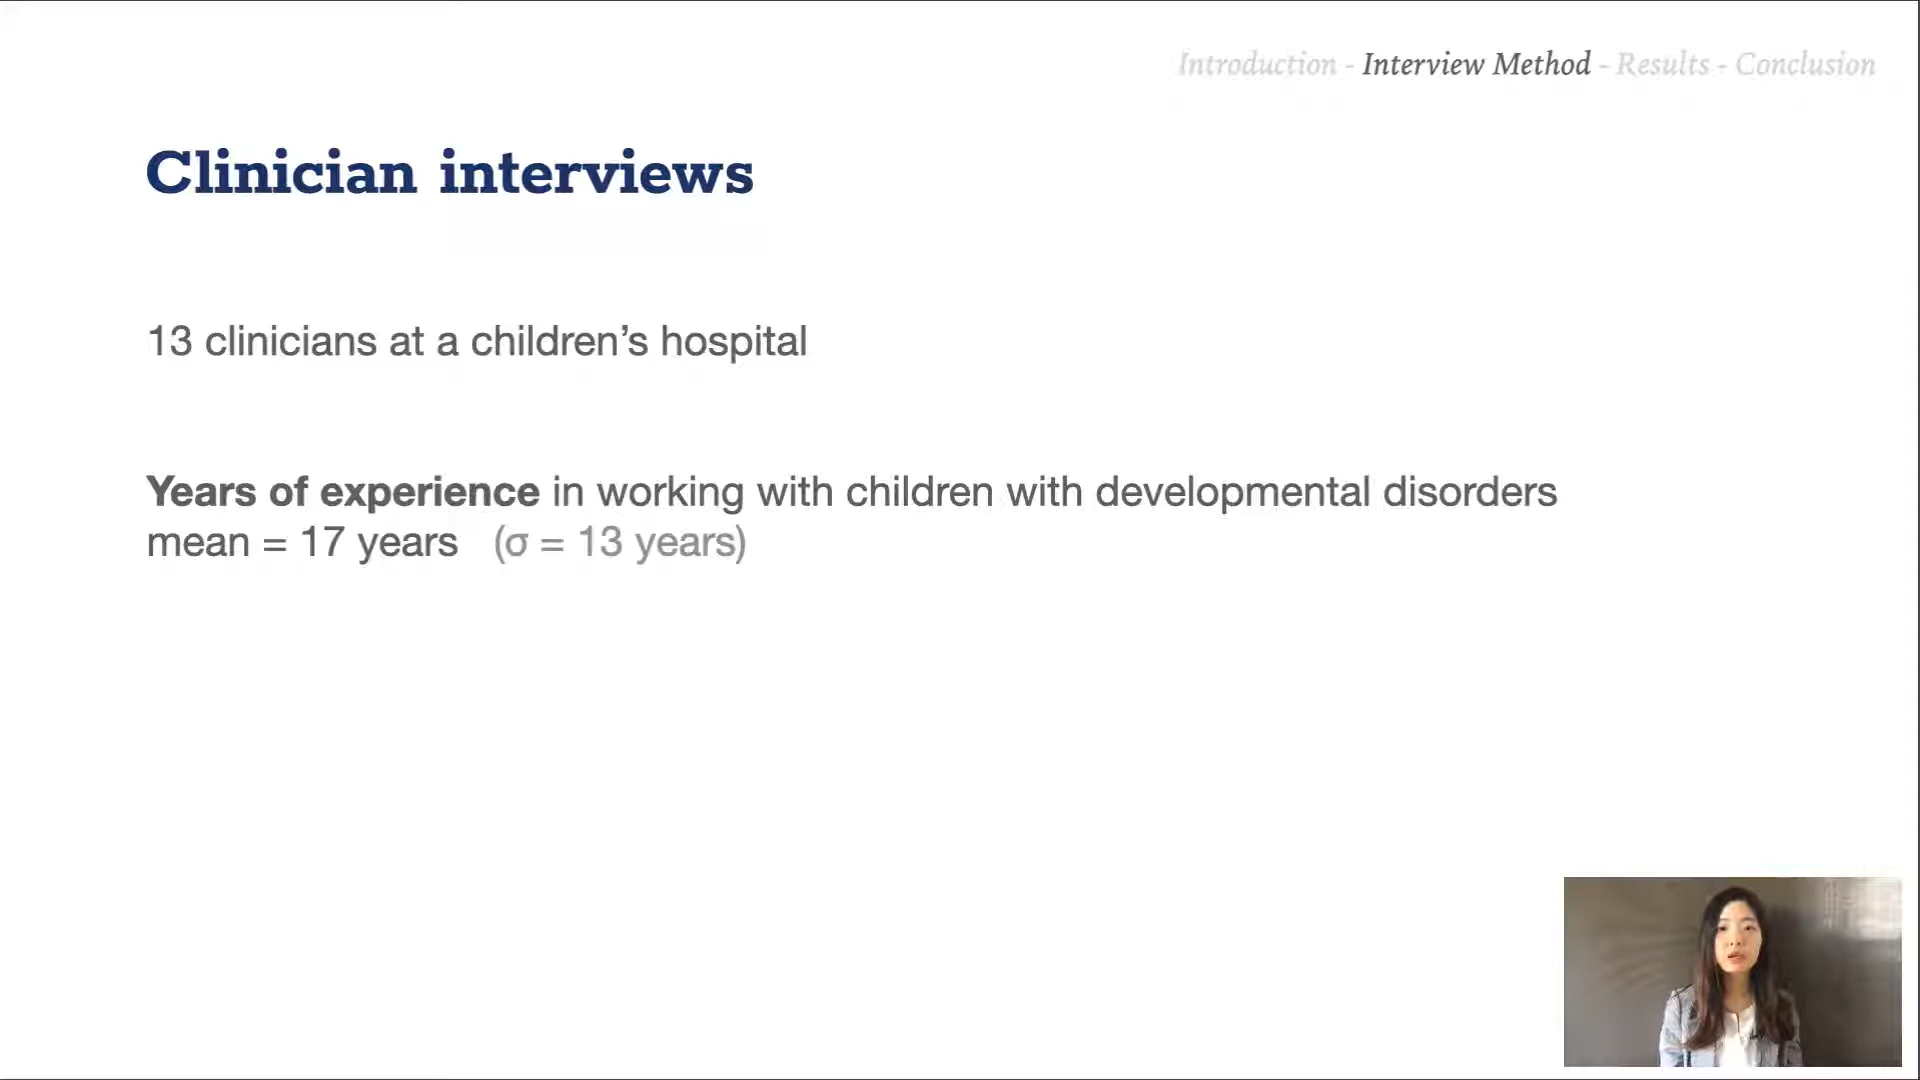 Introduction - Interview Method - Results - Conclusion
Clinician interviews
13 clinicians at a children’s hospital
Years of experience in working with children with developmental disorders
mean = 17 years (σ = 13 years)